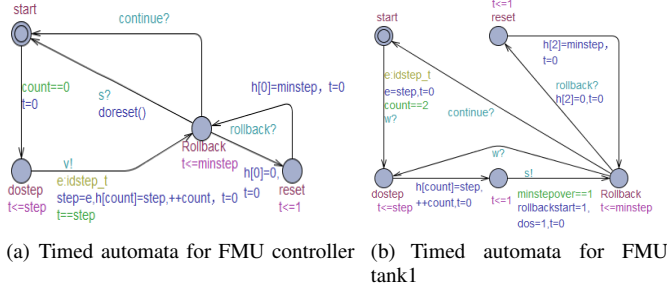 start
continue?
count==0
t=0
s?
doreset()
h[0]=minstep，t=0
Rollback
t<=minstep
rollback?
v!
e:idstep_t
step=e,h[count]=step,++count，t=0
t==step
h[0]=0,
t=0
dostep
t<=step
reset
t<=1
(a) Timed automata for FMU controller
t<=1
start
reset
h[2]=minstep，
t=0
e:idstep_t
e=step,t=0
count==2
w?
rollback?
h[2]=0,t=0
continue?
w?
dostep
t<=step
h[count]=step,
++count,t=0
t<=1
s!
minstepover==1
rollbackstart=1,
dos=1,t=0
Rollback
t<=minstep
(b) Timed automata for FMU
tank1